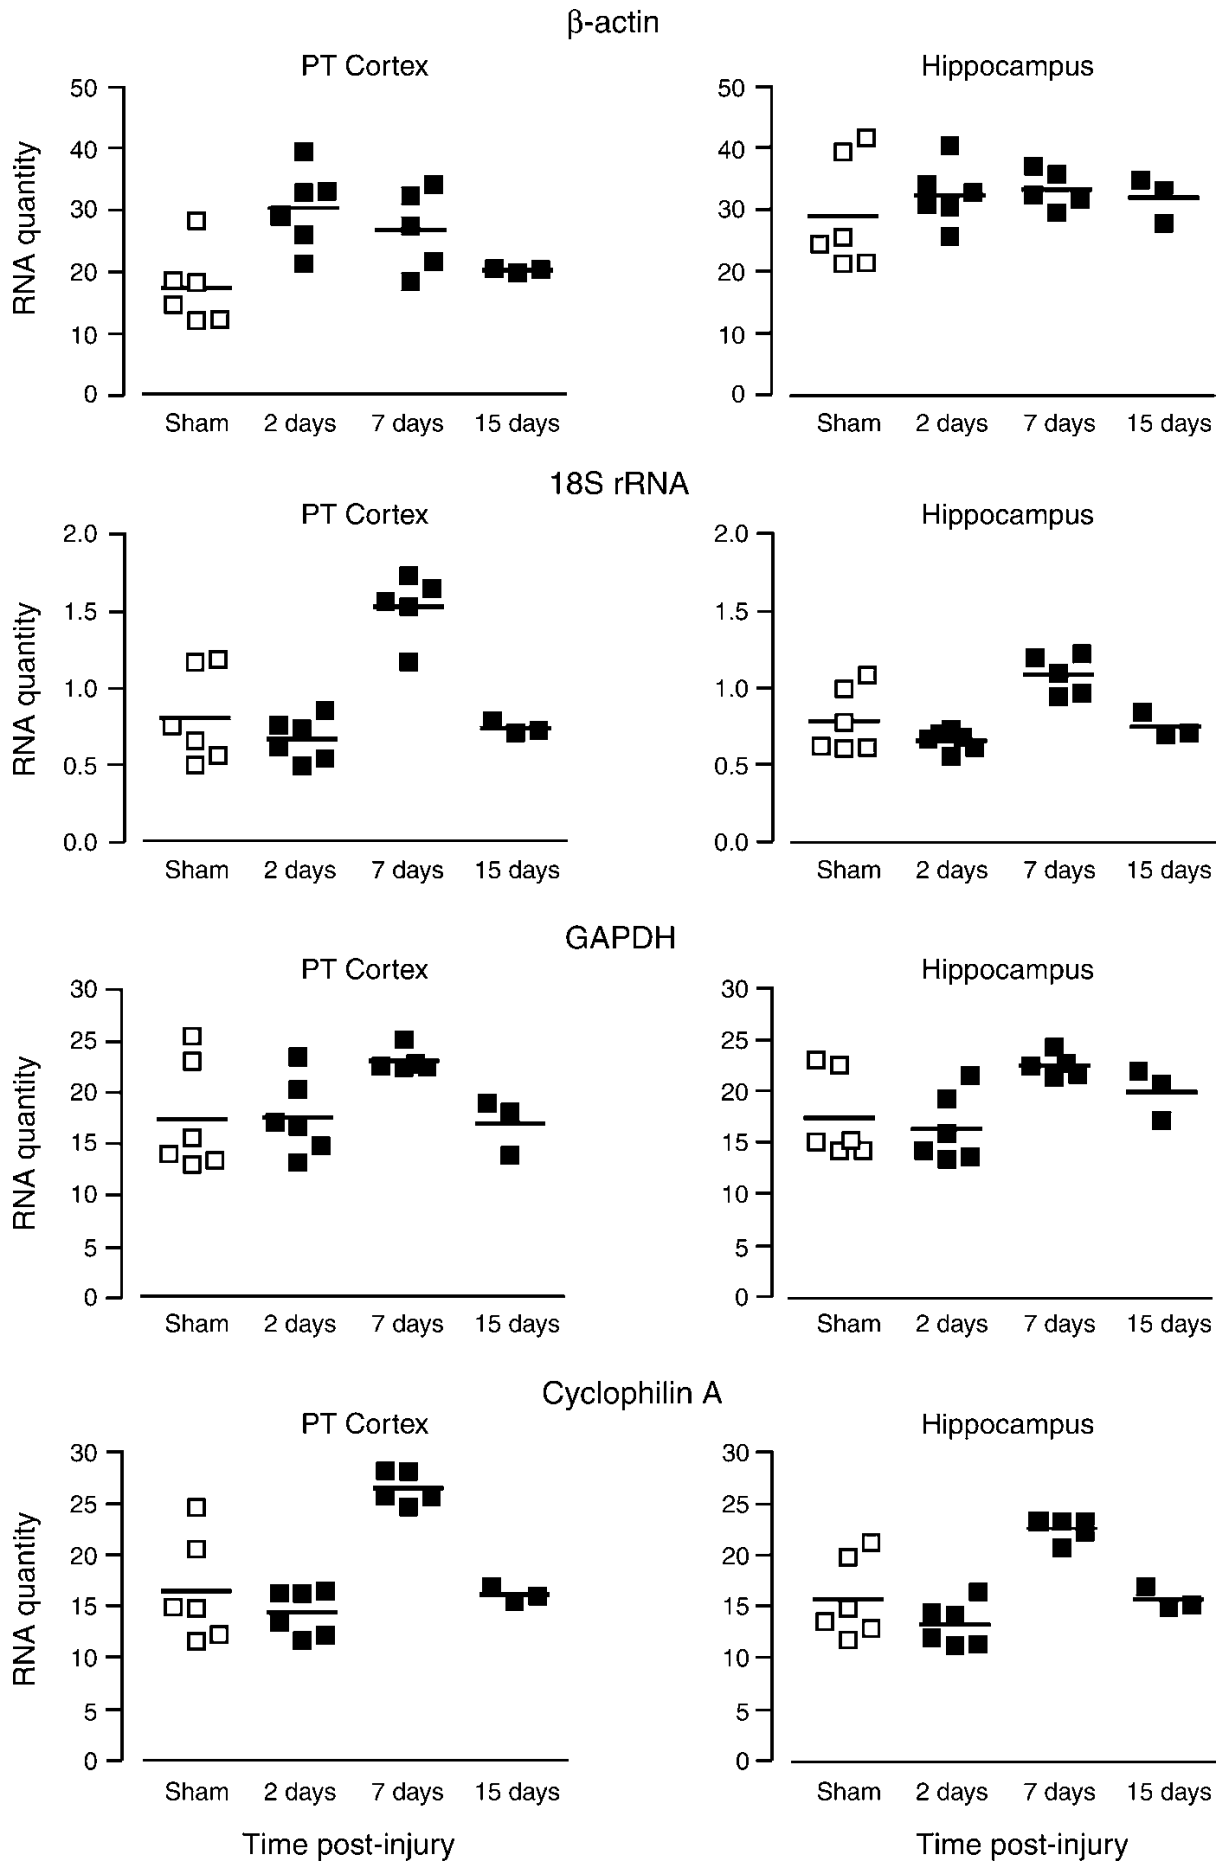 β-actin
PT Cortex
Hippocampus
RNA quantity
50
40
30
20
10
0
50
40
30
20
10
0
Sham 2 days 7 days 15 days
Sham 2 days 7 days 15 days
18S rRNA
PT Cortex
Hippocampus
RNA quantity
2.0
1.5
1.0
0.5
0.0
2.0
1.5
1.0
0.5
0.0
Sham 2 days 7 days 15 days
Sham 2 days 7 days 15 days
GAPDH
PT Cortex
Hippocampus
RNA quantity
30
25
20
15
10
5
0
30
25
20
15
10
5
0
Sham 2 days 7 days 15 days
Sham 2 days 7 days 15 days
Cyclophilin A
PT Cortex
Hippocampus
RNA quantity
30
25
20
15
10
5
0
30
25
20
15
10
5
0
Sham 2 days 7 days 15 days
Sham 2 days 7 days 15 days
Time post-injury
Time post-injury